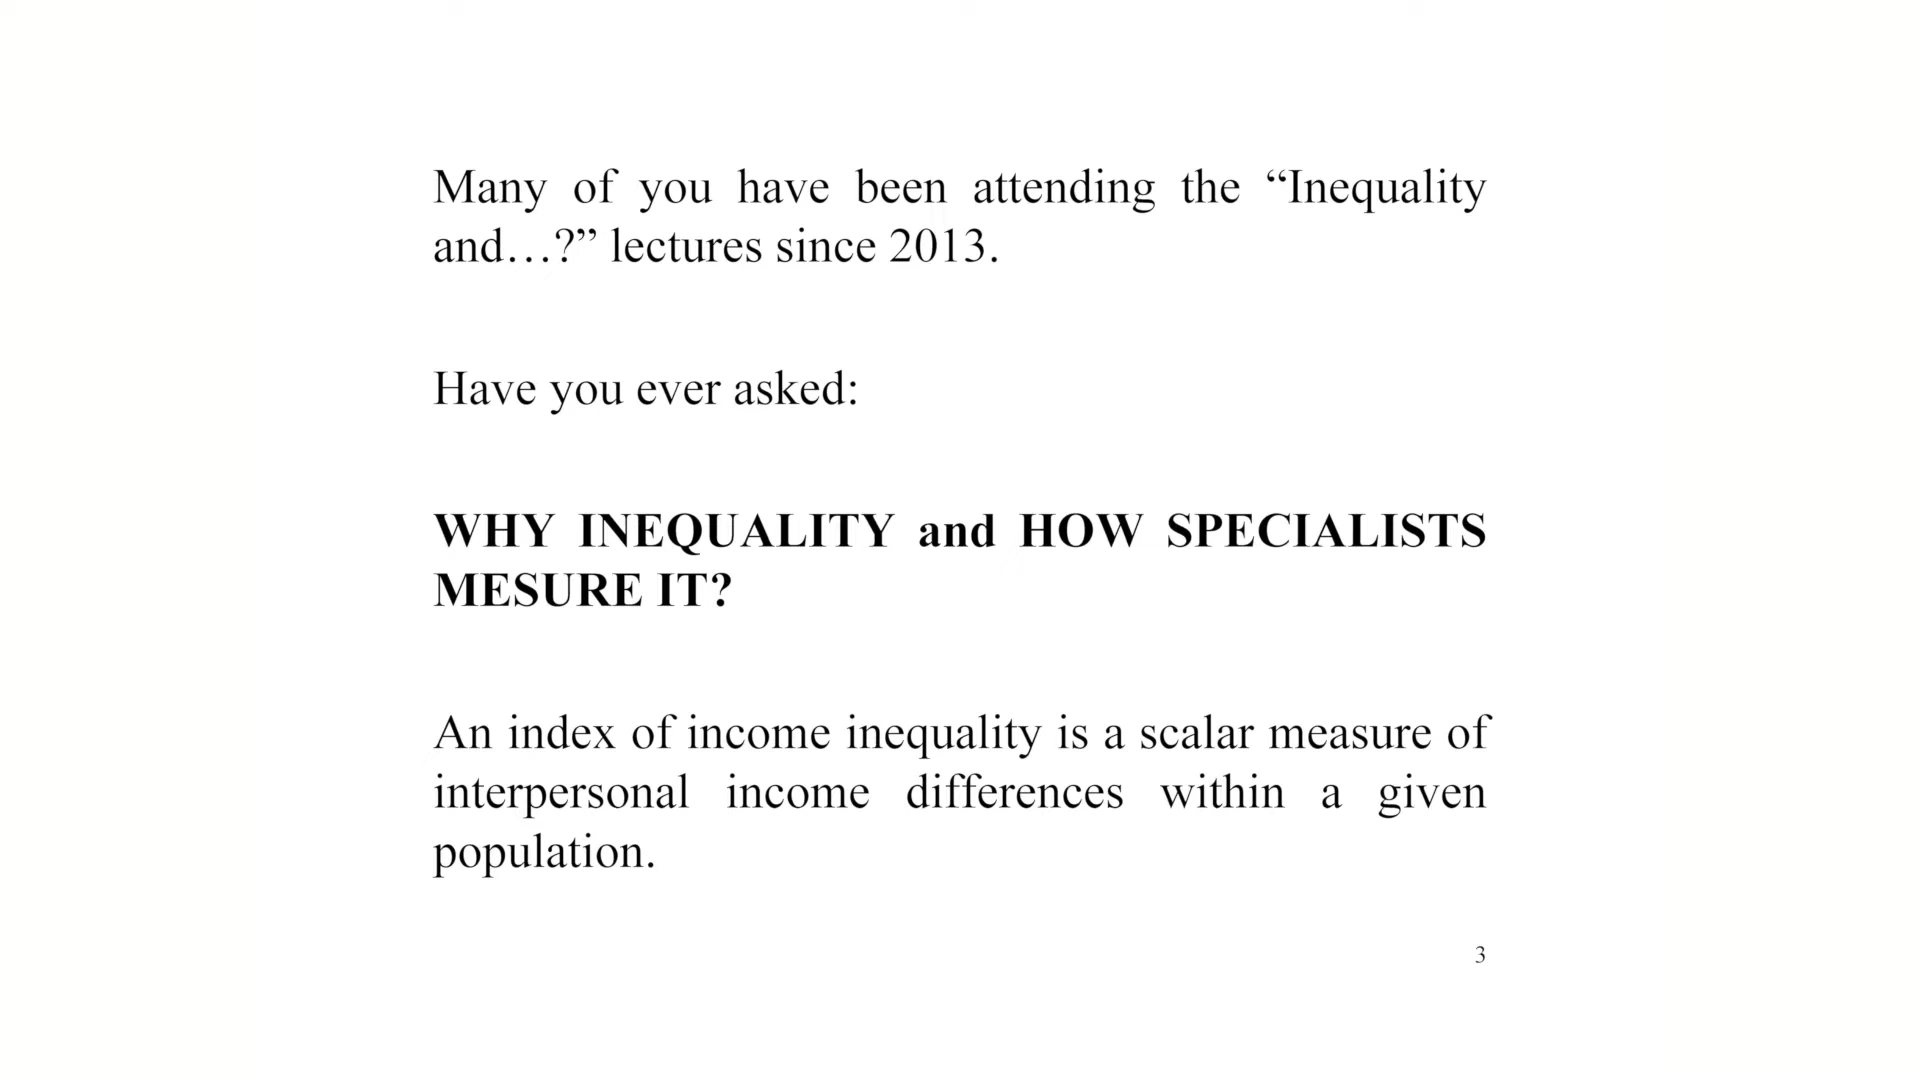 Many of you have been attending the “Inequality
and…?” lectures since 2013.
Have you ever asked:
WHY INEQUALITY and HOW SPECIALISTS
MESURE IT?
An index of income inequality is a scalar measure of
interpersonal income differences within a given
population.
3